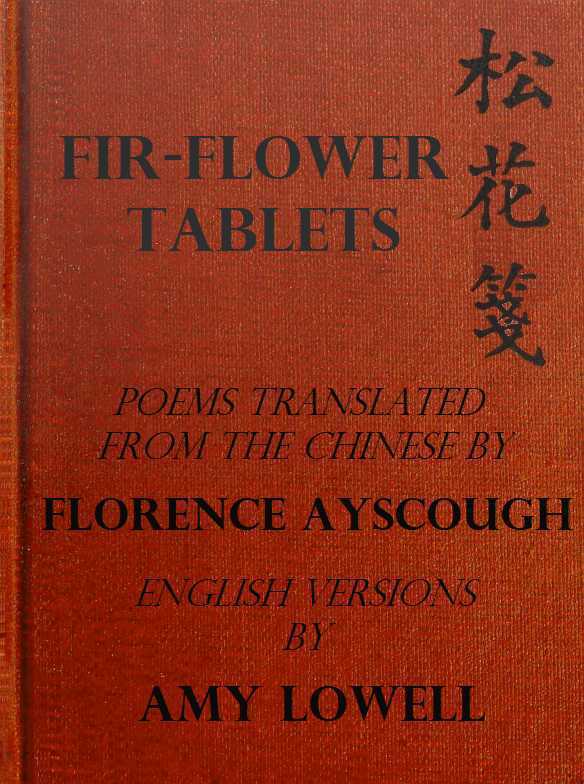 松花箋
FIR-FLOWER
TABLETS
POEMS TRANSLATED
FROM THE CHINESE BY
FLORENCE AYSCOUGH
ENGLISH VERSIONS
BY
AMY LOWELL